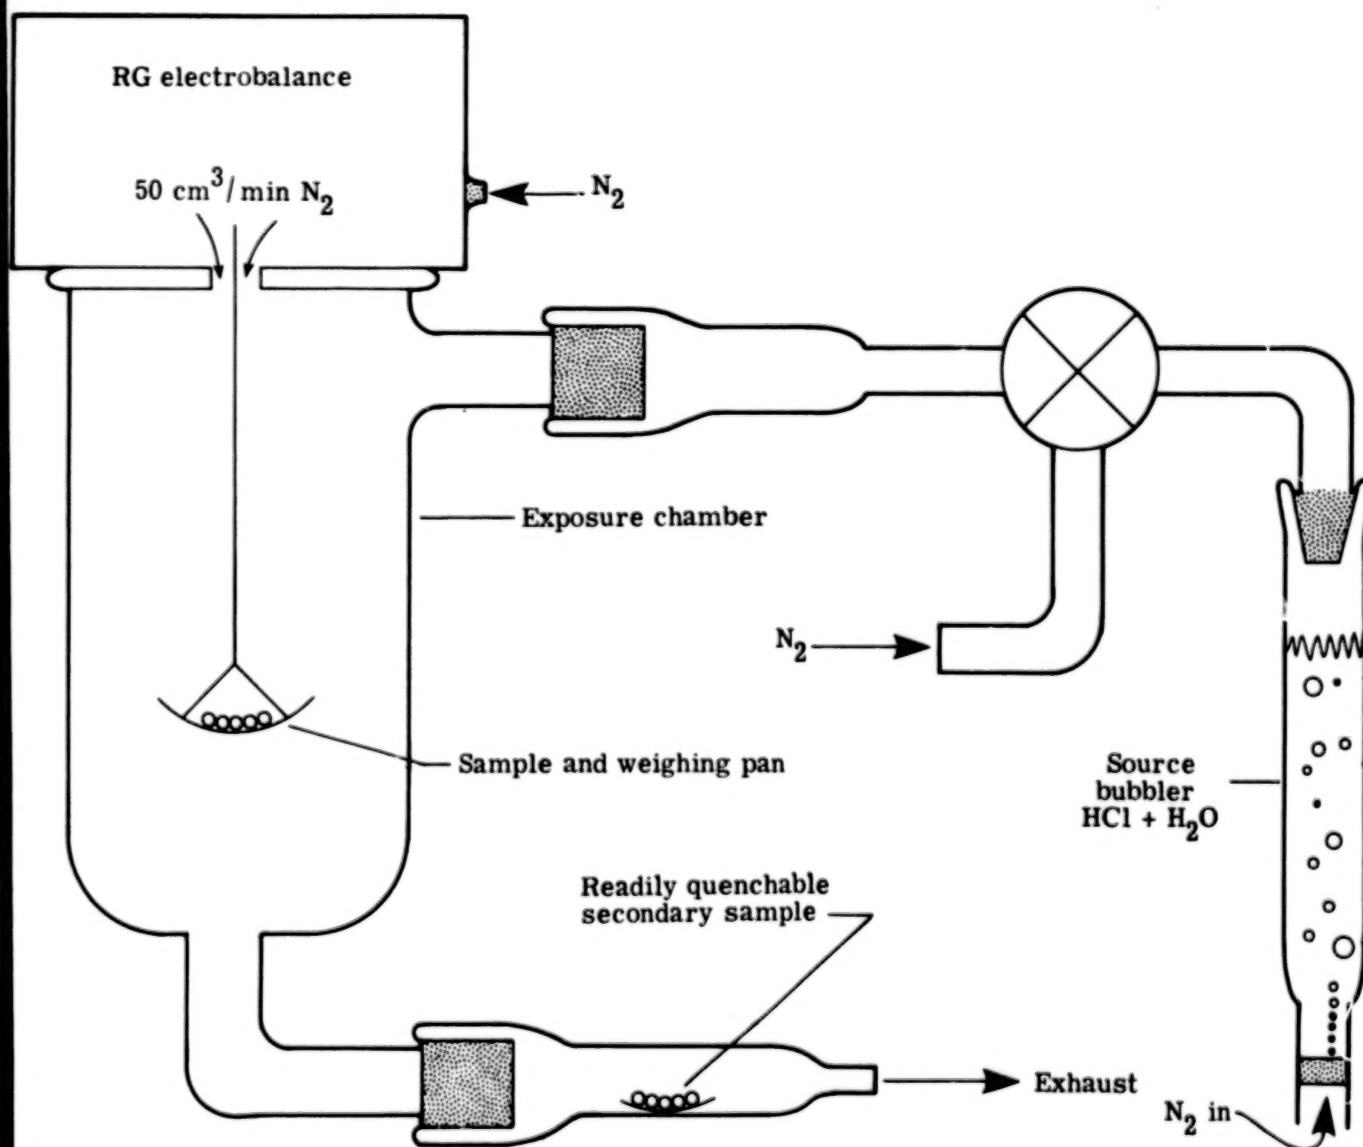 RG electrobalance
50 cm³/min N₂
N₂
Exposure chamber
N₂
Sample and weighing pan
Source
bubbler
HCl + H₂O
Readily quenchable
secondary sample
Exhaust
N₂ in